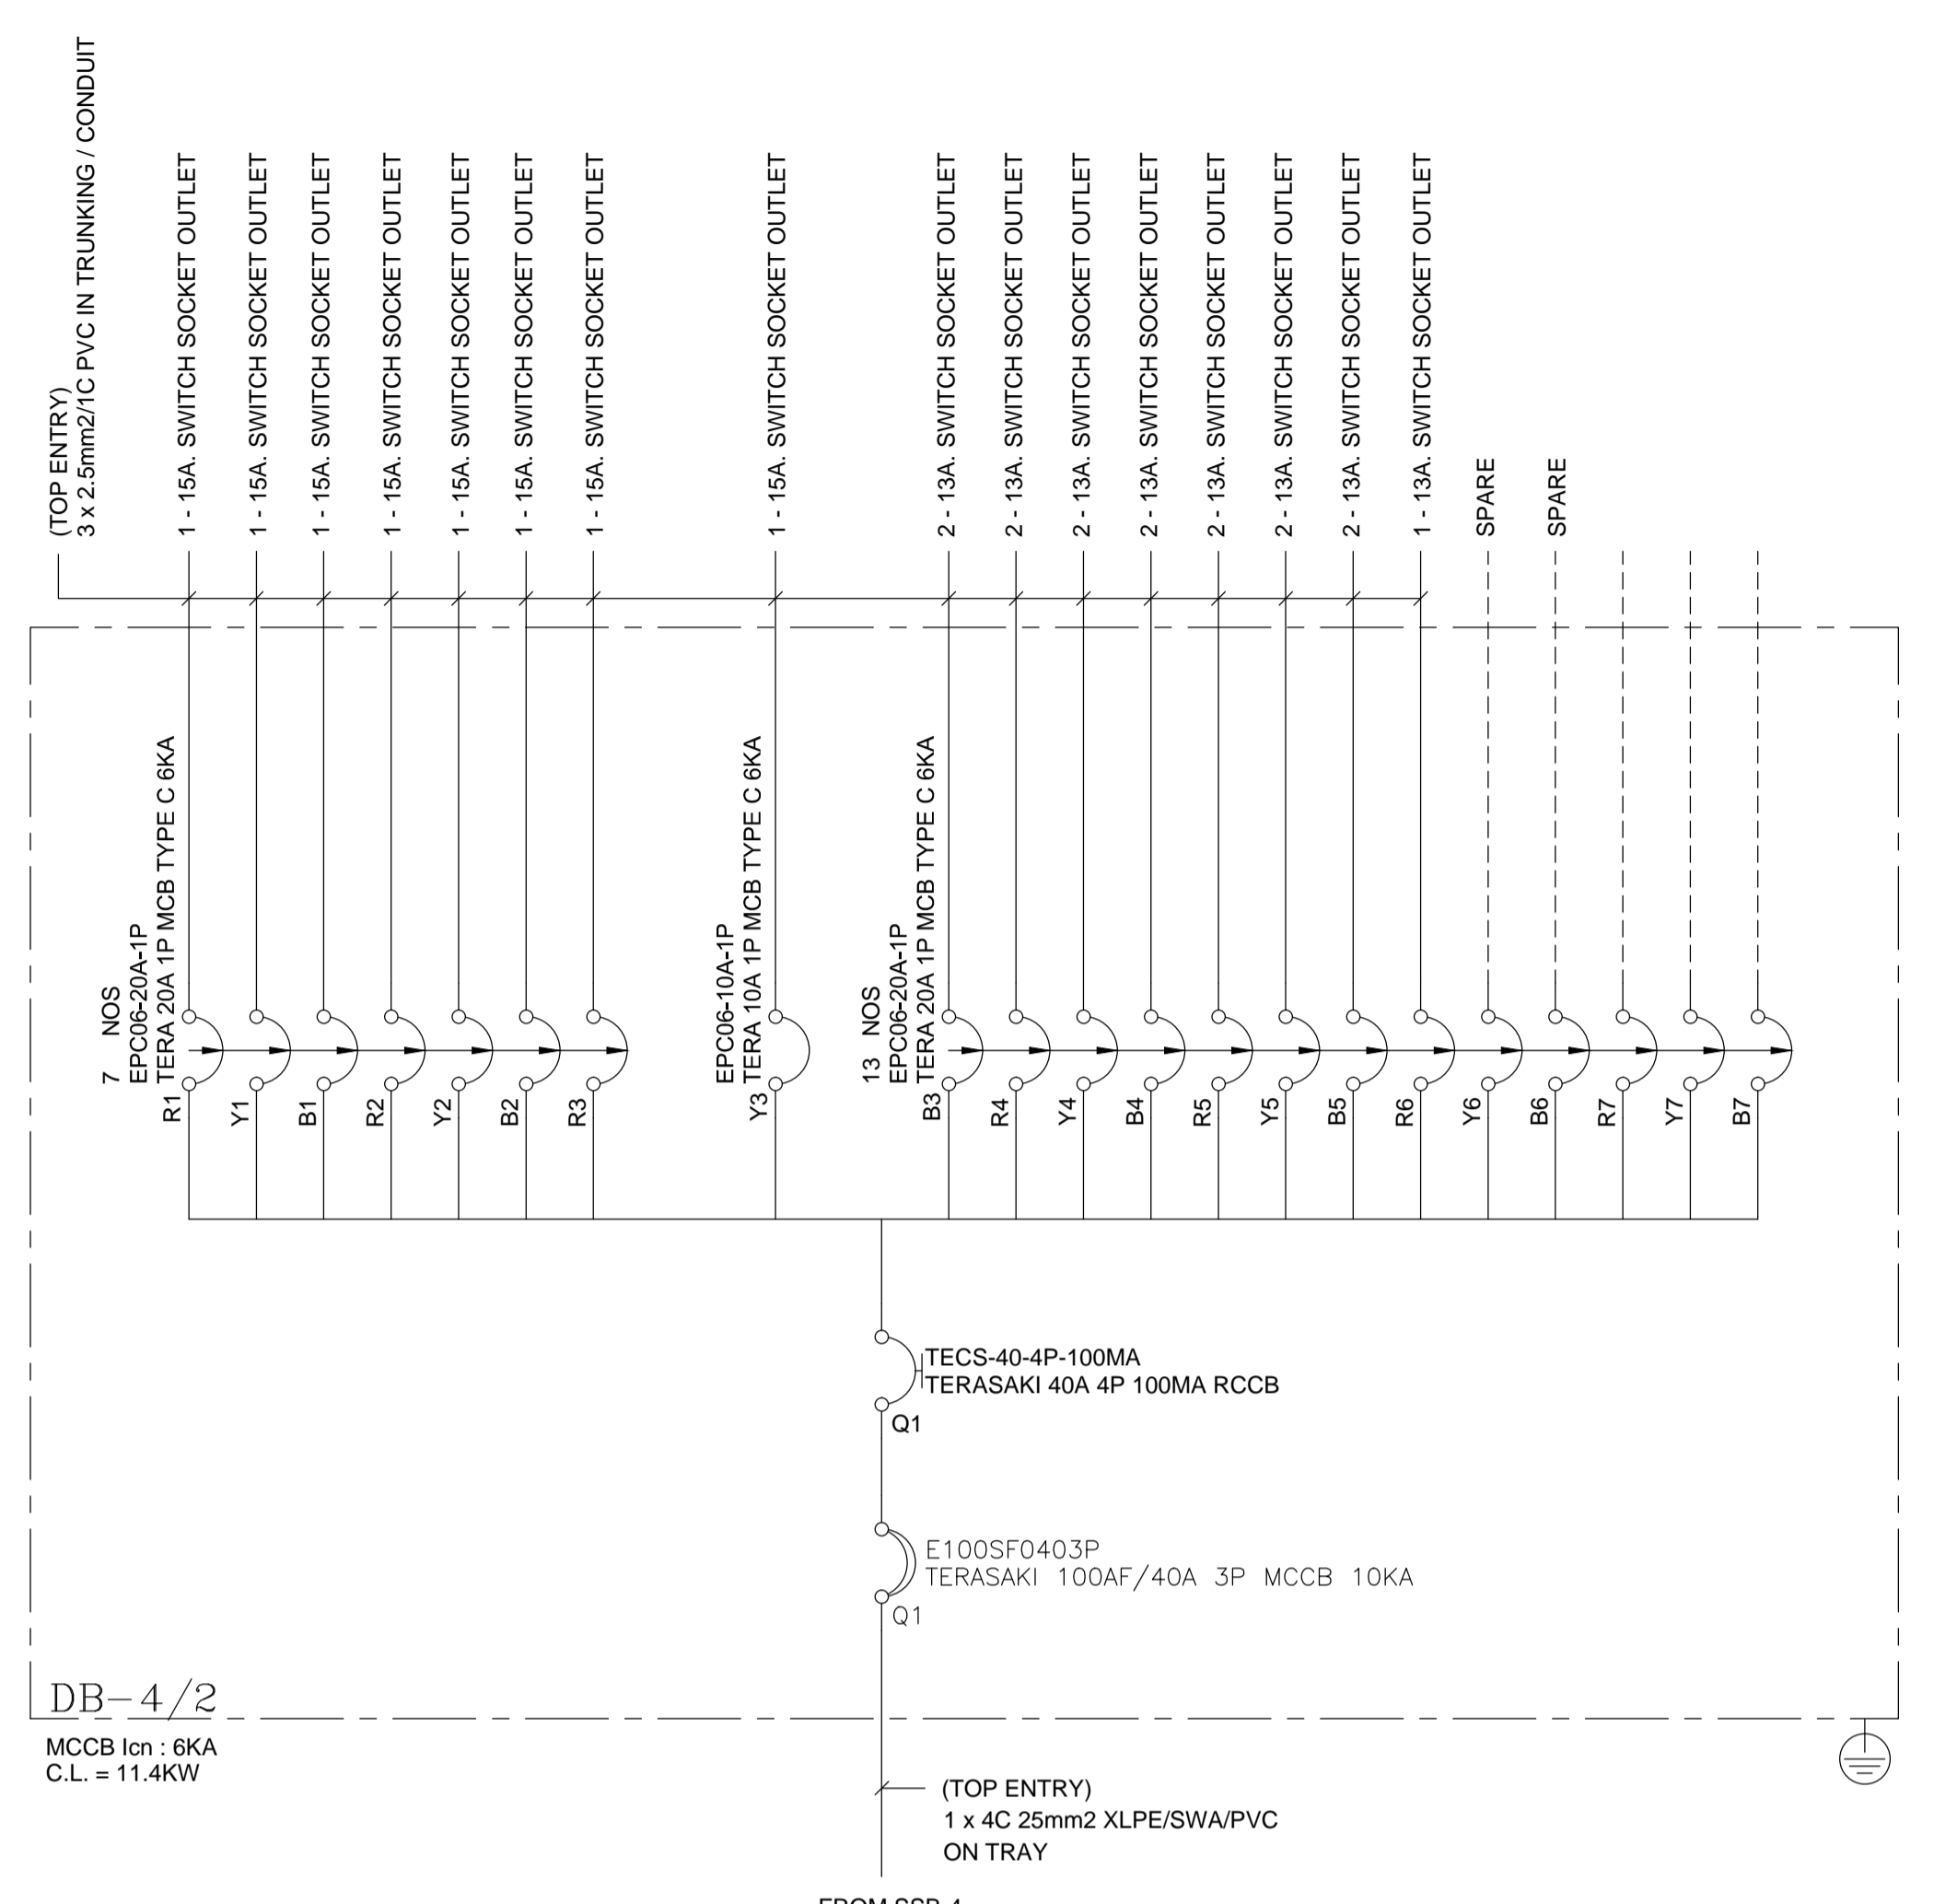 (TOP ENTRY)
3 x 2.5mm2/1C PVC IN TRUNKING / CONDUIT
1 - 15A. SWITCH SOCKET OUTLET
1 - 15A. SWITCH SOCKET OUTLET
1 - 15A. SWITCH SOCKET OUTLET
1 - 15A. SWITCH SOCKET OUTLET
1 - 15A. SWITCH SOCKET OUTLET
1 - 15A. SWITCH SOCKET OUTLET
1 - 15A. SWITCH SOCKET OUTLET
1 - 15A. SWITCH SOCKET OUTLET
2 - 13A. SWITCH SOCKET OUTLET
2 - 13A. SWITCH SOCKET OUTLET
2 - 13A. SWITCH SOCKET OUTLET
2 - 13A. SWITCH SOCKET OUTLET
2 - 13A. SWITCH SOCKET OUTLET
2 - 13A. SWITCH SOCKET OUTLET
2 - 13A. SWITCH SOCKET OUTLET
1 - 13A. SWITCH SOCKET OUTLET
SPARE
SPARE
7 NOS
EPC06-20A-1P
TERA 20A 1P MCB TYPE C 6KA
EPC06-10A-1P
TERA 10A 1P MCB TYPE C 6KA
13 NOS
EPC06-20A-1P
TERA 20A 1P MCB TYPE C 6KA
R1
Y1
B1
R2
Y2
B2
R3
Y3
B3
R4
Y4
B4
R5
Y5
B5
R6
Y6
B6
R7
Y7
B7
TECS-40-4P-100MA
TERASAKI 40A 4P 100MA RCCB
Q1
E100SF0403P
TERASAKI 100AF/40A 3P MCCB 10KA
Q1
DB-4/2
MCCB Icn : 6KA
C.L. = 11.4KW
(TOP ENTRY)
1 x 4C 25mm2 XLPE/SWA/PVC
ON TRAY
FROM